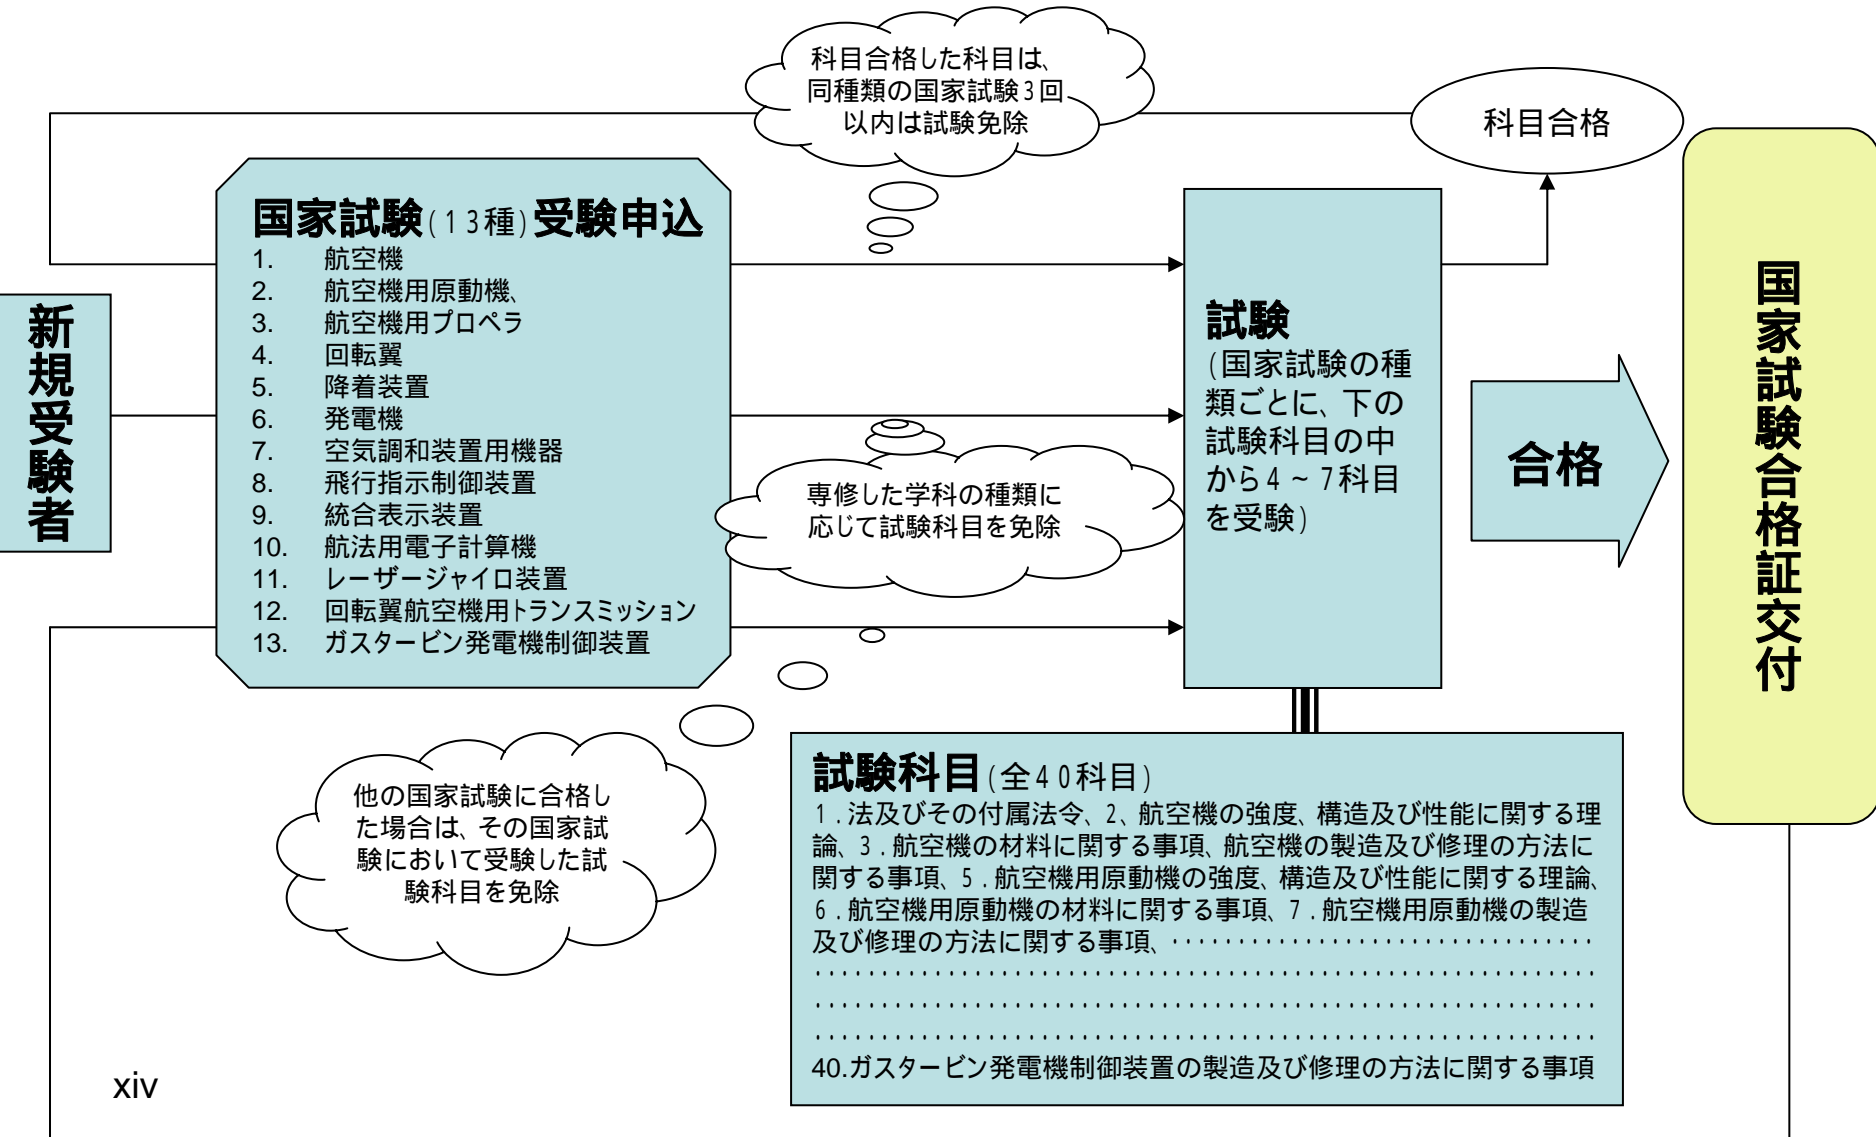 科目合格した科目は、
同種類の国家試験3回
以内は試験免除
科目合格
国家試験(13種)受験申込
1. 航空機
2. 航空機用原動機、
3. 航空機用プロペラ
4. 回転翼
5. 降着装置
6. 発電機
7. 空気調和装置用機器
8. 飛行指示制御装置
9. 統合表示装置
10. 航法用電子計算機
11. レーザージャイロ装置
12. 回転翼航空機用トランスミッション
13. ガスタービン発電機制御装置
新規受験者
試験
(国家試験の種
類ごとに、下の
試験科目の中
から4～7科目
を受験)
合格
国家試験合格証交付
専修した学科の種類に
応じて試験科目を免除
他の国家試験に合格し
た場合は、その国家試
験において受験した試
験科目を免除
試験科目(全40科目)
1.法及びその付属法令、2、航空機の強度、構造及び性能に関する理
論、3.航空機の材料に関する事項、航空機の製造及び修理の方法に
関する事項、5.航空機用原動機の強度、構造及び性能に関する理論、
6.航空機用原動機の材料に関する事項、7.航空機用原動機の製造
及び修理の方法に関する事項、・・・・・・・・・・・・・・・・・・・・・・・・・・・・・・・・
・・・・・・・・・・・・・・・・・・・・・・・・・・・・・・・・・・・・・・・・・・・・・・・・・・・・・・・・・・・
・・・・・・・・・・・・・・・・・・・・・・・・・・・・・・・・・・・・・・・・・・・・・・・・・・・・・・・・・・・
・・・・・・・・・・・・・・・・・・・・・・・・・・・・・・・・・・・・・・・・・・・・・・・・・・・・・・・・・・・
40.ガスタービン発電機制御装置の製造及び修理の方法に関する事項
xiv